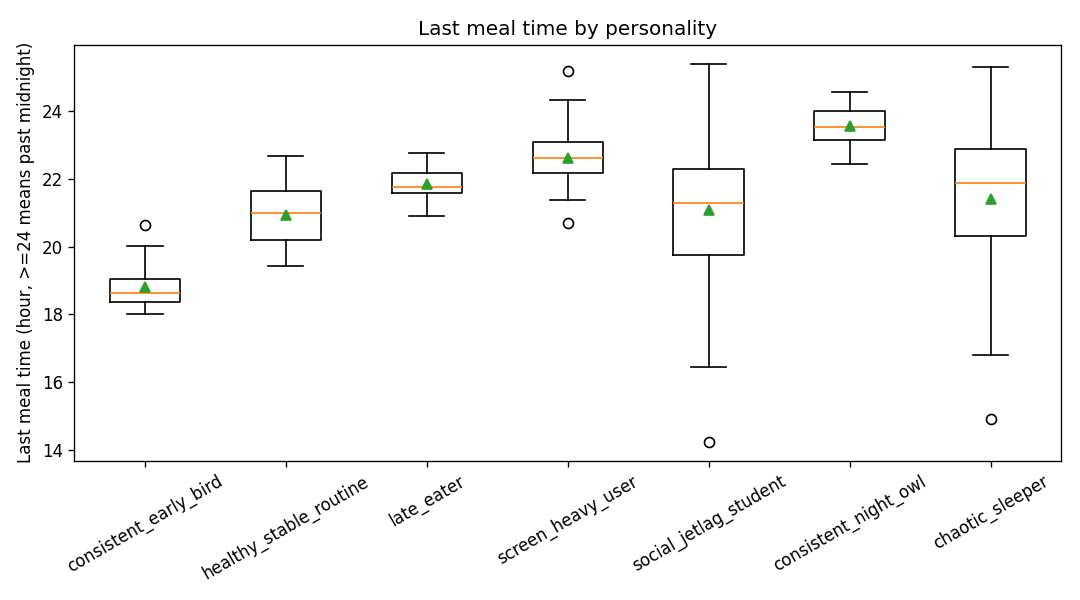 Last meal time by personality
Last meal time (hour, >=24 means past midnight)
24
22
20
18
16
14
consistent_early_bird
healthy_stable_routine
late_eater
screen_heavy_user
social_jetlag_student
consistent_night_owl
chaotic_sleeper